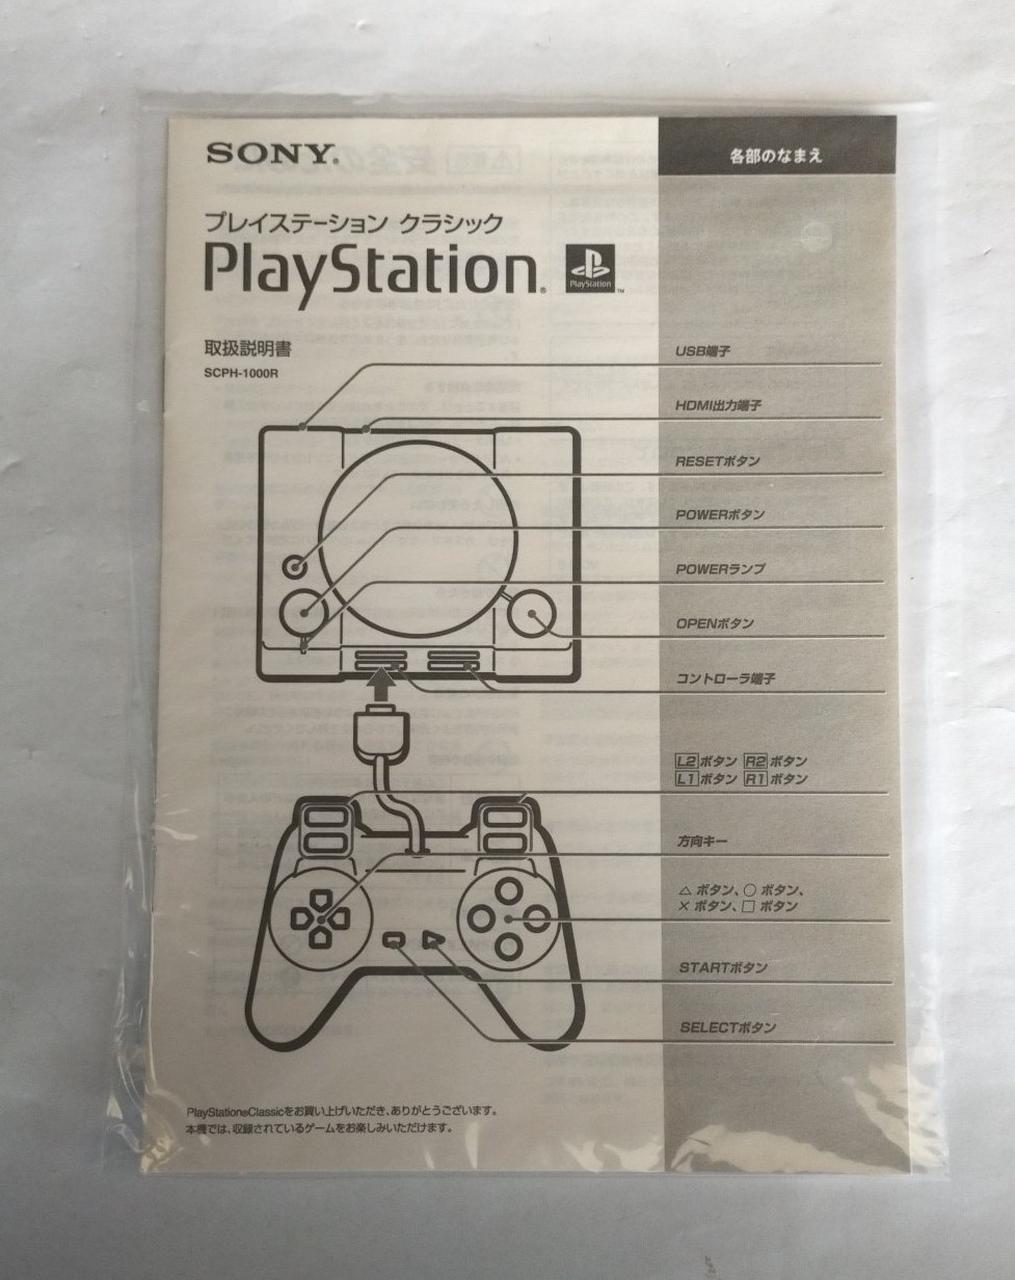 SONY®
各部のなまえ
プレイステーション クラシック
PlayStation®
PlayStation™
取扱説明書
SCPH-1000R
USB端子
HDMI出力端子
RESETボタン
POWERボタン
POWERランプ
OPENボタン
コントローラ端子
L2ボタン R2ボタン
L1ボタン R1ボタン
方向キー
△ ボタン、○ ボタン、
× ボタン、□ ボタン
STARTボタン
SELECTボタン
PlayStation®Classicをお買い上げいただき、ありがとうございます。
本機では、収録されているゲームをお楽しみいただけます。